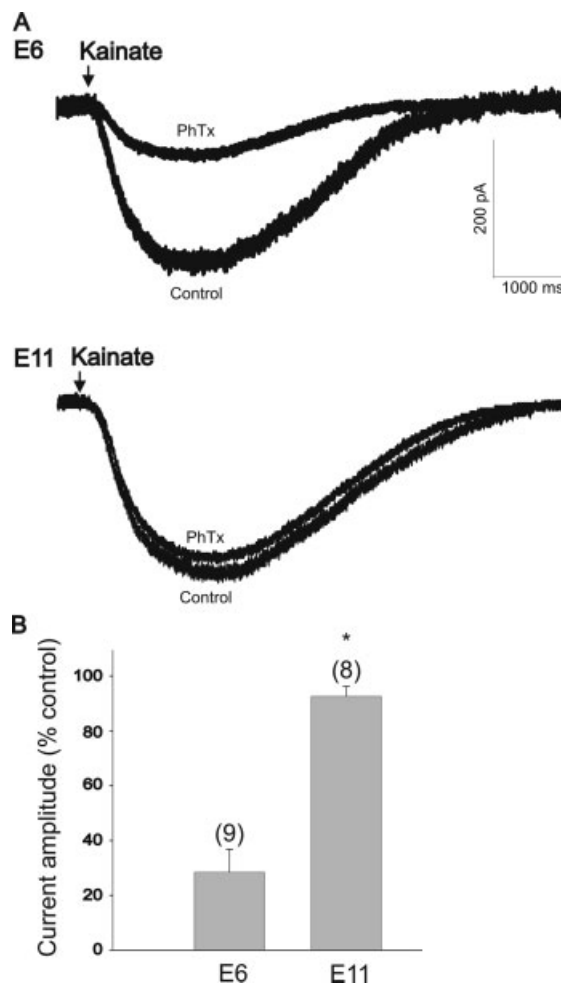 A
E6 Kainate
PhTx
200 pA
Control
1000 ms
E11 Kainate
PhTx
Control
B
*
Current amplitude (% control)
100
(8)
80
60
40
(9)
20
0
E6 E11